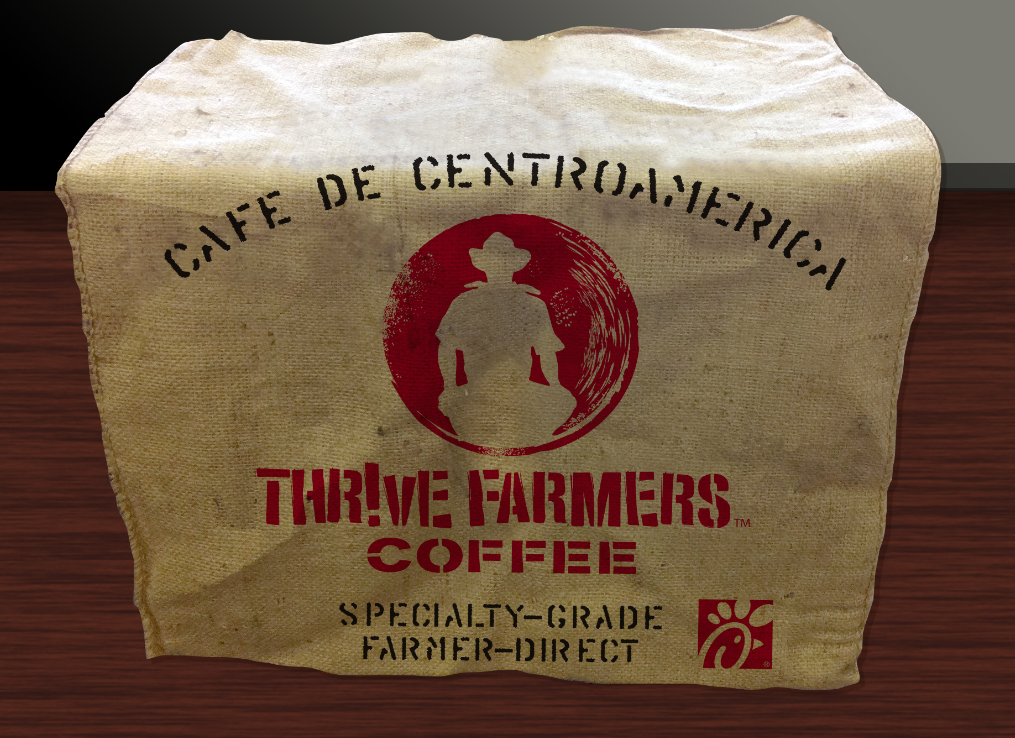 CAFE DE CENTROAMERICA
THR!VE FARMERS™
COFFEE
SPECIALTY-GRADE
FARMER-DIRECT
®